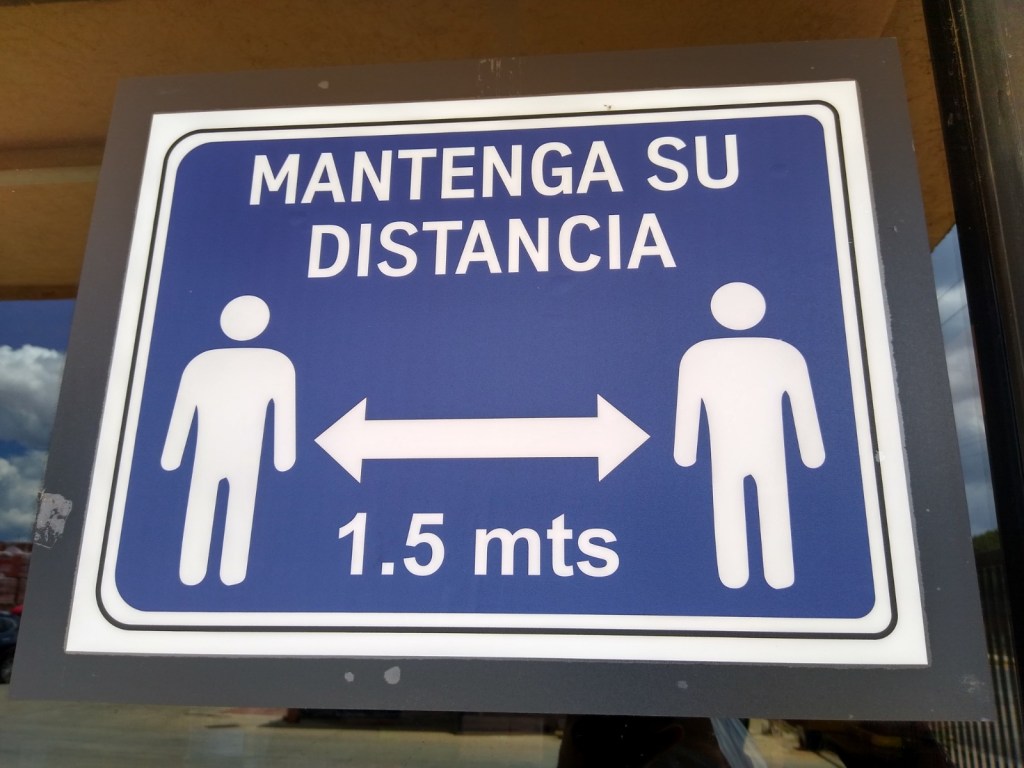 MANTENGA SU
DISTANCIA
1.5 mts